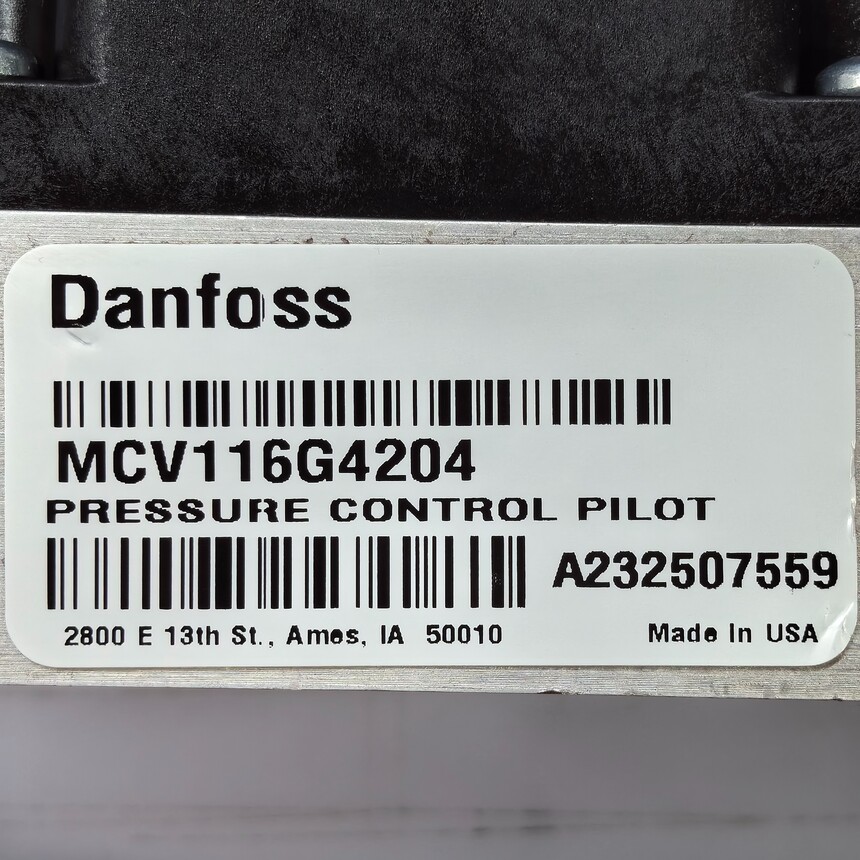 Danfoss
MCV116G4204
PRESSURE CONTROL PILOT
A232507559
2800 E 13th St., Ames, IA 50010
Made In USA